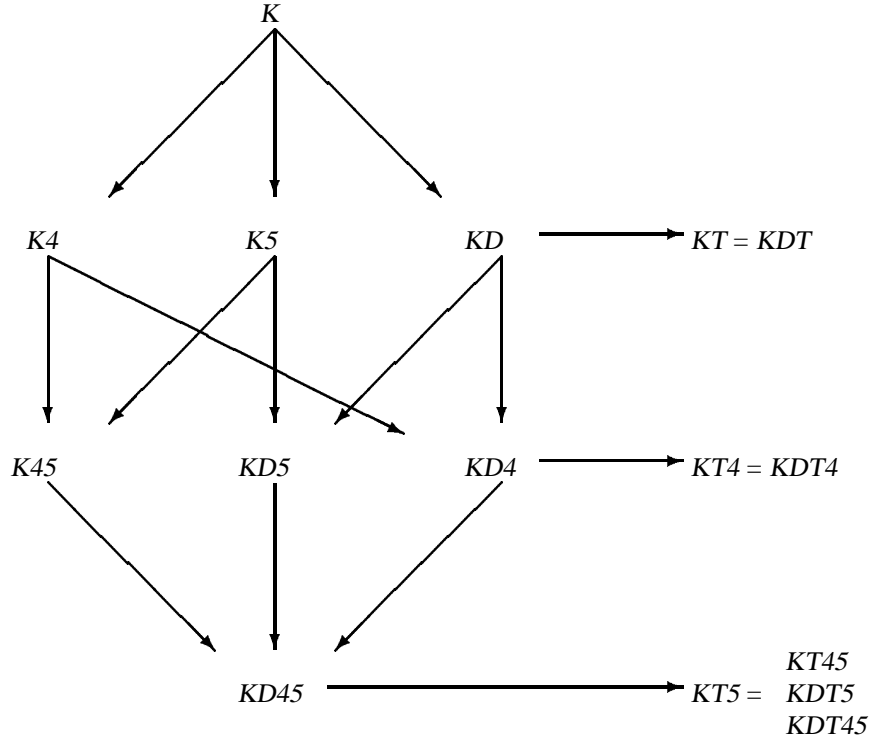 K
K4 K5 KD KT = KDT
K45 KD5 KD4 KT4 = KDT4
KT45
KD45 KT5 = KDT5
KDT45